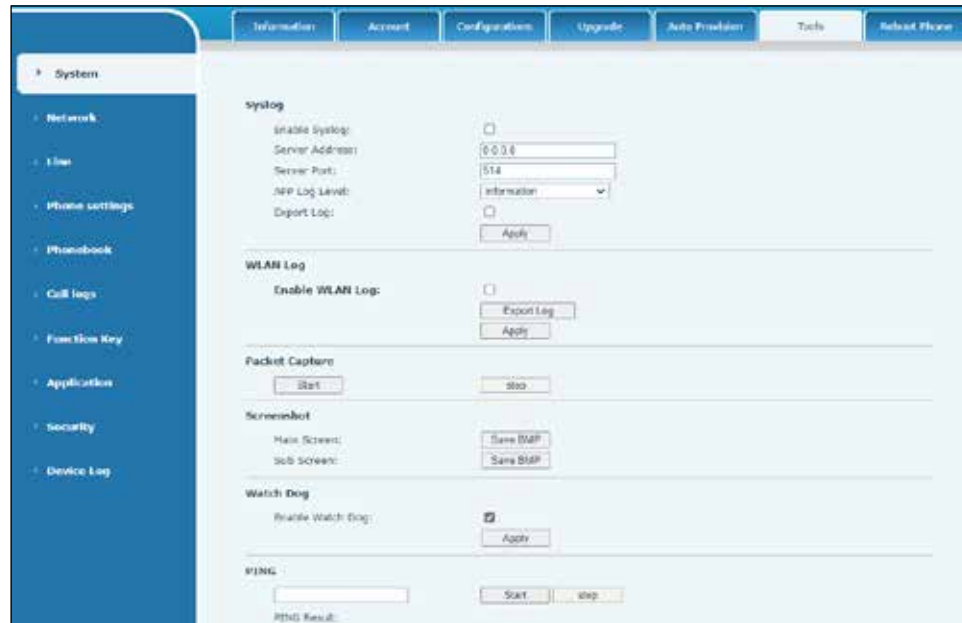 Information Account Configurations Upgrade Auto Provision Tools Reboot Phone
System
Network
Line
Phone settings
Phonebook
Call logs
Function Key
Application
Security
Device Log
Syslog
Enable Syslog:
Server Address: 0.0.0.0
Server Port: 514
APP Log Level: Information
Export Log:
Apply
WLAN Log
Enable WLAN Log:
Export Log
Apply
Packet Capture
Start stop
Screenshot
Main Screen: Save BMP
Sub Screen: Save BMP
Watch Dog
Enable Watch Dog:
Apply
PING
Start stop
PING Result: